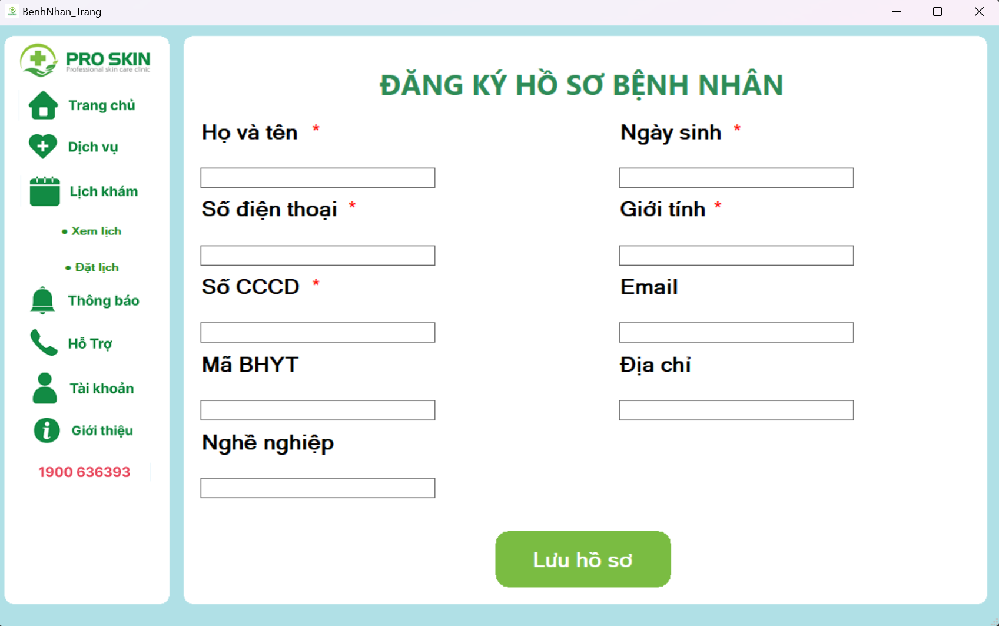 BenhNhan_Trang
PRO SKIN
Professional skin care clinic
Trang chủ
Dịch vụ
Lịch khám
• Xem lịch
• Đặt lịch
Thông báo
Hỗ Trợ
Tài khoản
Giới thiệu
1900 636393
ĐĂNG KÝ HỒ SƠ BỆNH NHÂN
Họ và tên *
Ngày sinh *
Số điện thoại *
Giới tính *
Số CCCD *
Email
Mã BHYT
Địa chỉ
Nghề nghiệp
Lưu hồ sơ